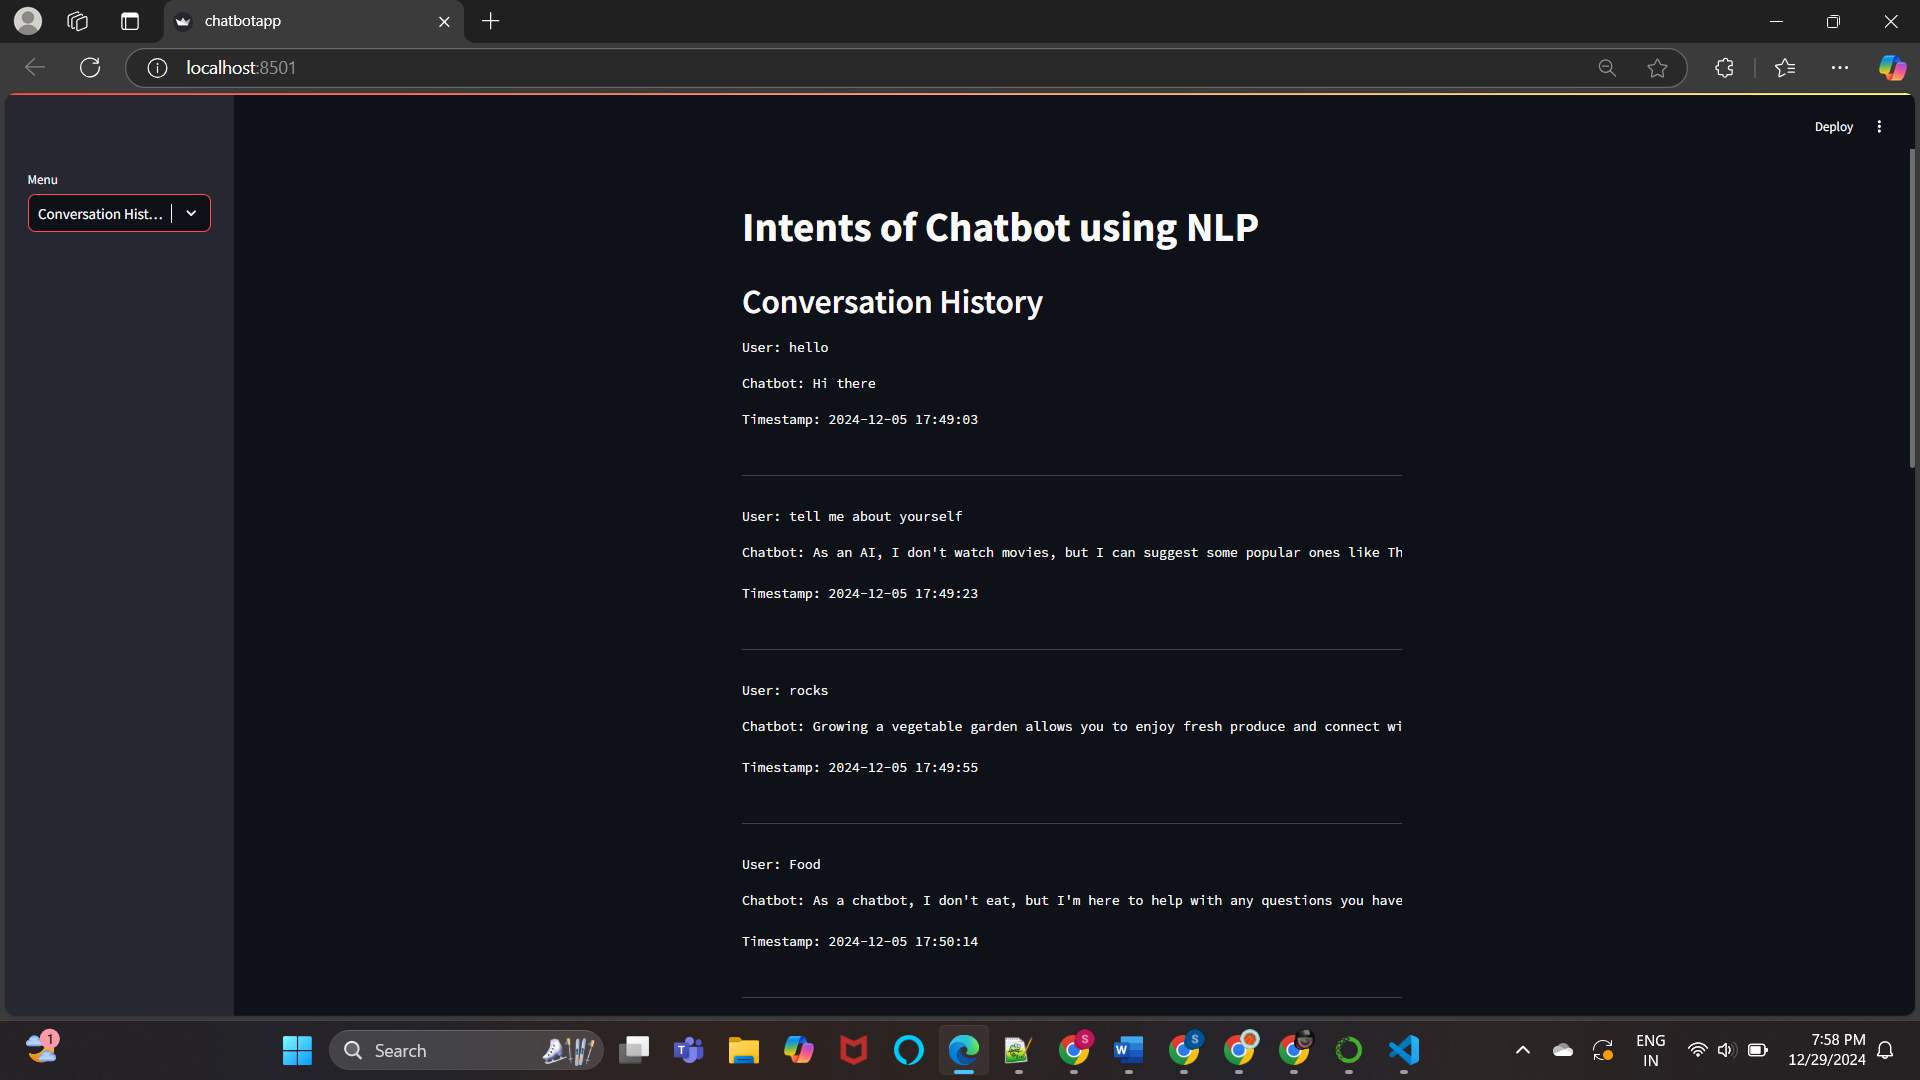 chatbotapp
localhost:8501
Deploy
Menu
Conversation Hist...
Intents of Chatbot using NLP
Conversation History
User: hello
Chatbot: Hi there
Timestamp: 2024-12-05 17:49:03
User: tell me about yourself
Chatbot: As an AI, I don't watch movies, but I can suggest some popular ones like Th
Timestamp: 2024-12-05 17:49:23
User: rocks
Chatbot: Growing a vegetable garden allows you to enjoy fresh produce and connect wi
Timestamp: 2024-12-05 17:49:55
User: Food
Chatbot: As a chatbot, I don't eat, but I'm here to help with any questions you have
Timestamp: 2024-12-05 17:50:14
1
Search
T
S
W
S
ENG
IN
7:58 PM
12/29/2024